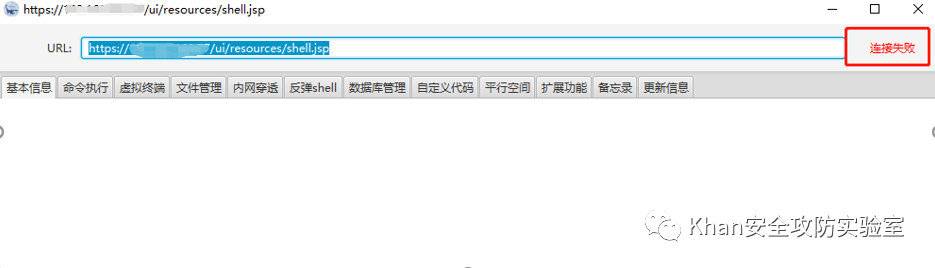 https://1 /ui/resources/shell.jsp
URL: https:// /ui/resources/shell.jsp 连接失败
基本信息 命令执行 虚拟终端 文件管理 内网穿透 反弹shell 数据库管理 自定义代码 平行空间 扩展功能 备忘录 更新信息
Khan安全攻防实验室